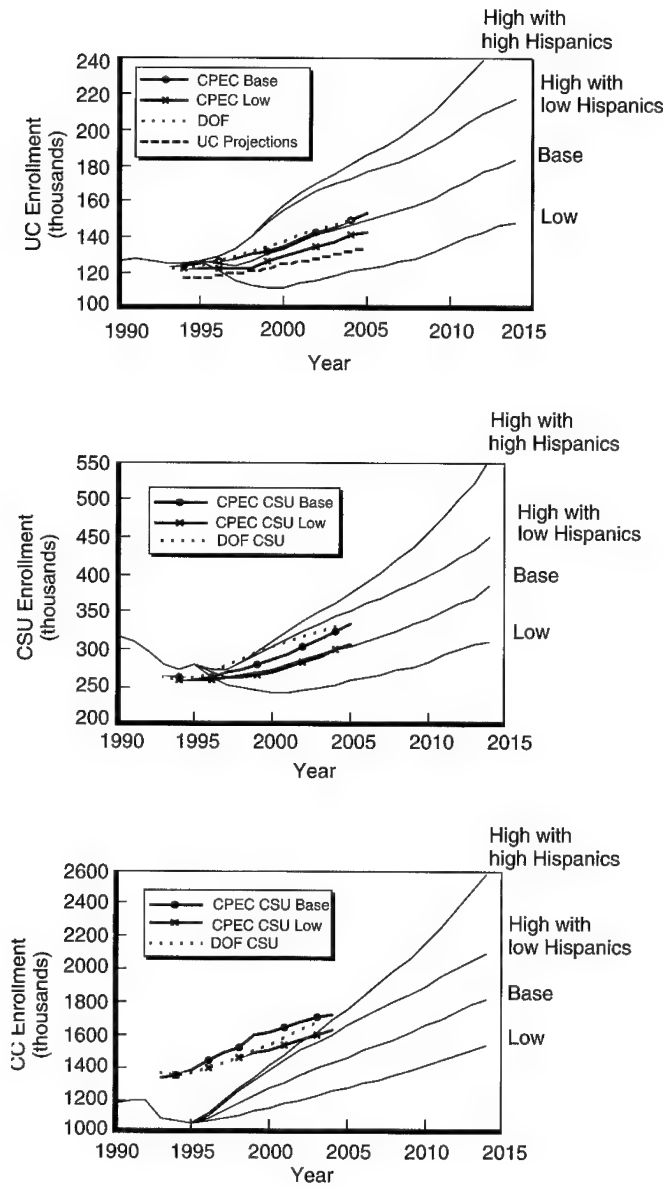 High with
high Hispanics
240
220
200
180
160
140
120
100
UC Enrollment
(thousands)
CPEC Base
CPEC Low
DOF
UC Projections
High with
low Hispanics
Base
Low
1990 1995 2000 2005 2010 2015
Year
High with
high Hispanics
550
500
450
400
350
300
250
200
CSU Enrollment
(thousands)
CPEC CSU Base
CPEC CSU Low
DOF CSU
High with
low Hispanics
Base
Low
1990 1995 2000 2005 2010 2015
Year
High with
high Hispanics
2600
2400
2200
2000
1800
1600
1400
1200
1000
CC Enrollment
(thousands)
CPEC CSU Base
CPEC CSU Low
DOF CSU
High with
low Hispanics
Base
Low
1990 1995 2000 2005 2010 2015
Year